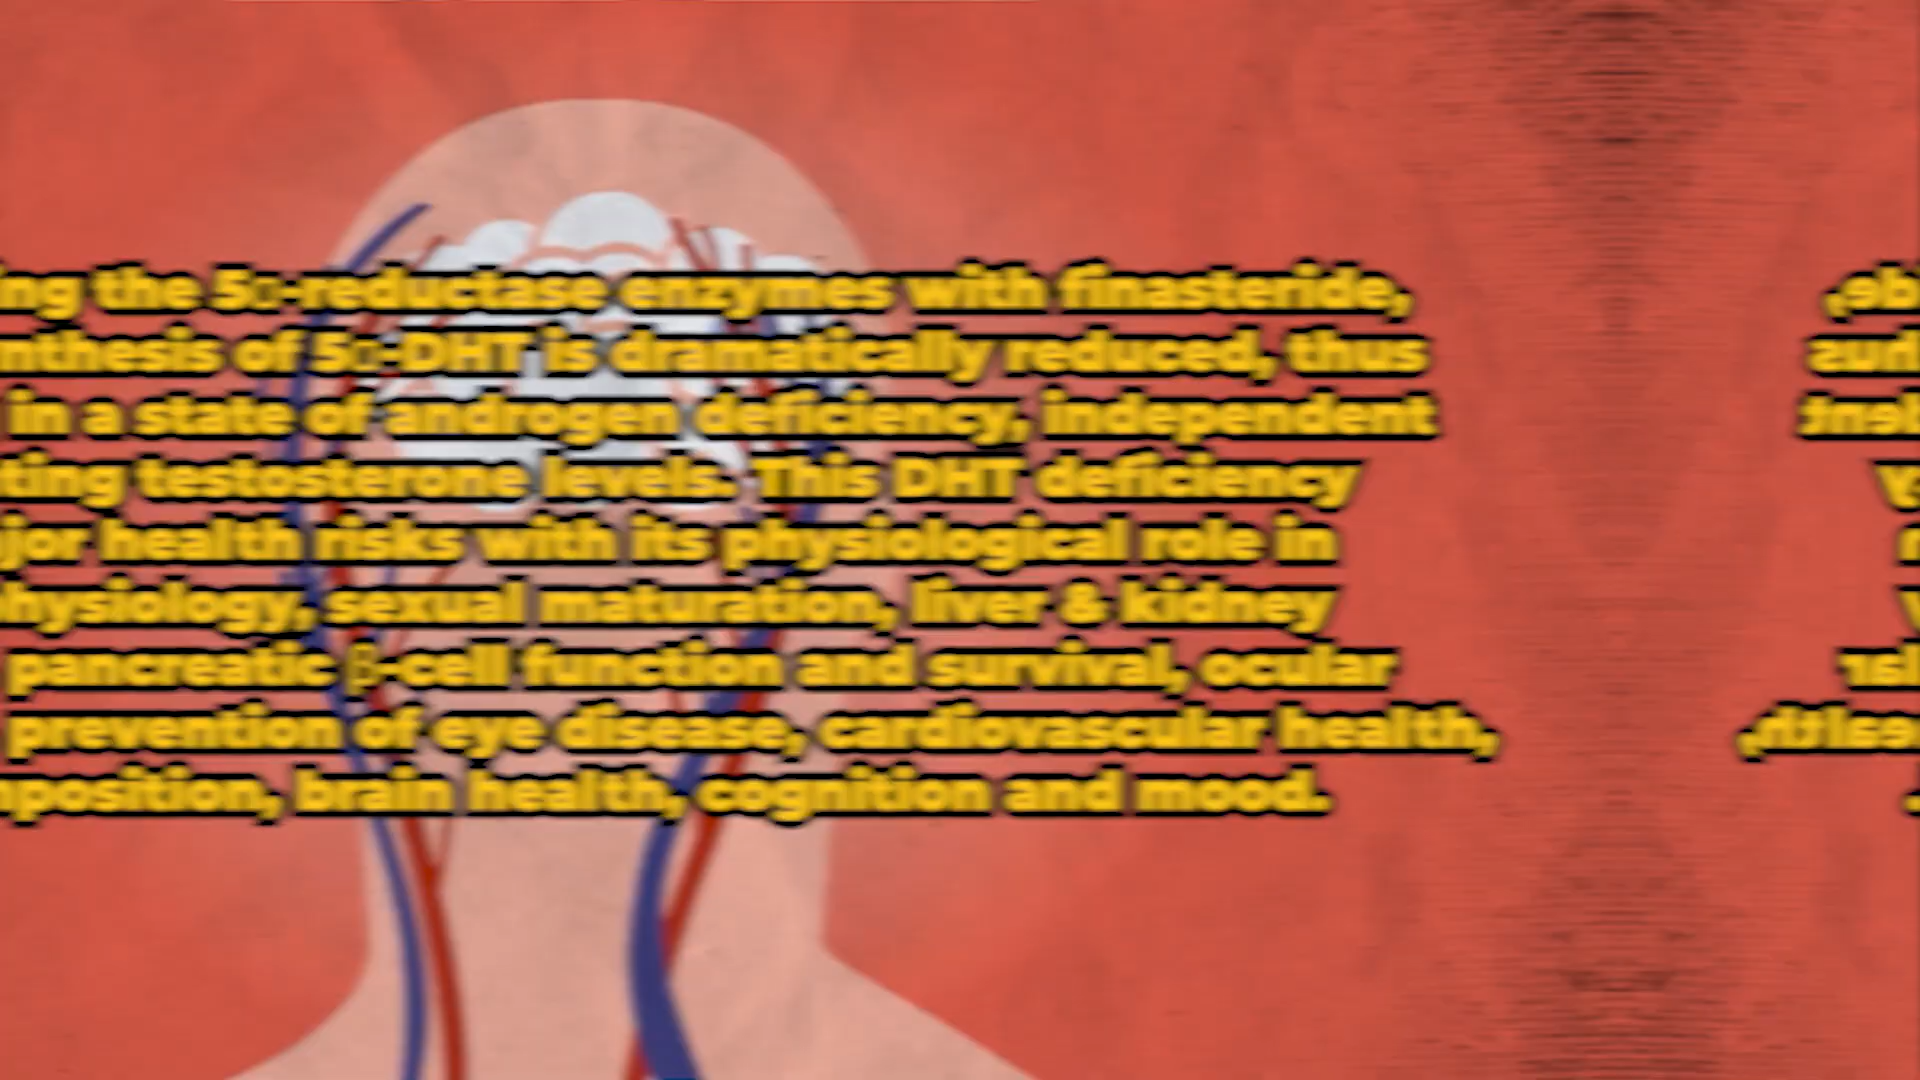 ng the 5α-reductase enzymes with finasteride,
nthesis of 5α-DHT is dramatically reduced, thus
in a state of androgen deficiency, independent
ting testosterone levels. This DHT deficiency
jor health risks with its physiological role in
hysiology, sexual maturation, liver & kidney
pancreatic β-cell function and survival, ocular
prevention of eye disease, cardiovascular health,
position, brain health, cognition and mood.